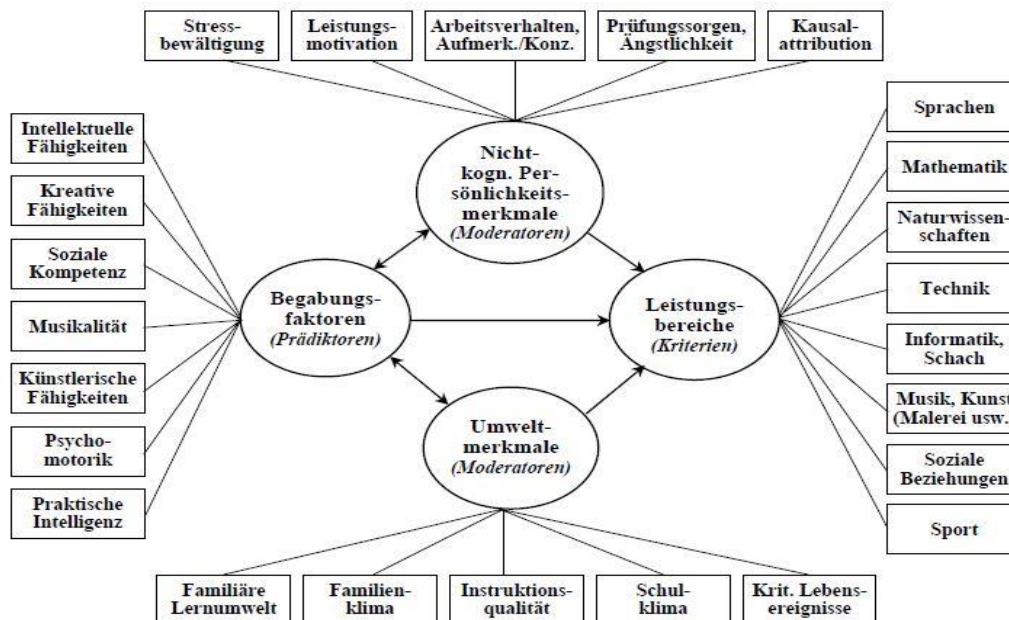 Stress-
bewältigung
Leistungs-
motivation
Arbeitsverhalten,
Aufmerk./Konz.
Prüfungssorgen,
Ängstlichkeit
Kausal-
attribution
Intellektuelle
Fähigkeiten
Kreative
Fähigkeiten
Soziale
Kompetenz
Musikalität
Künstlerische
Fähigkeiten
Psycho-
motorik
Praktische
Intelligenz
Nicht-
kogn. Per-
sönlichkeits-
merkmale
(Moderatoren)
Begabungs-
faktoren
(Prädiktoren)
Leistungs-
bereiche
(Kriterien)
Umwelt-
merkmale
(Moderatoren)
Sprachen
Mathematik
Naturwissen-
schaften
Technik
Informatik,
Schach
Musik, Kunst
(Malerei usw.
Soziale
Beziehungen
Sport
Familiäre
Lernumwelt
Familien-
klima
Instruktions-
qualität
Schul-
klima
Krit. Lebens-
ereignisse